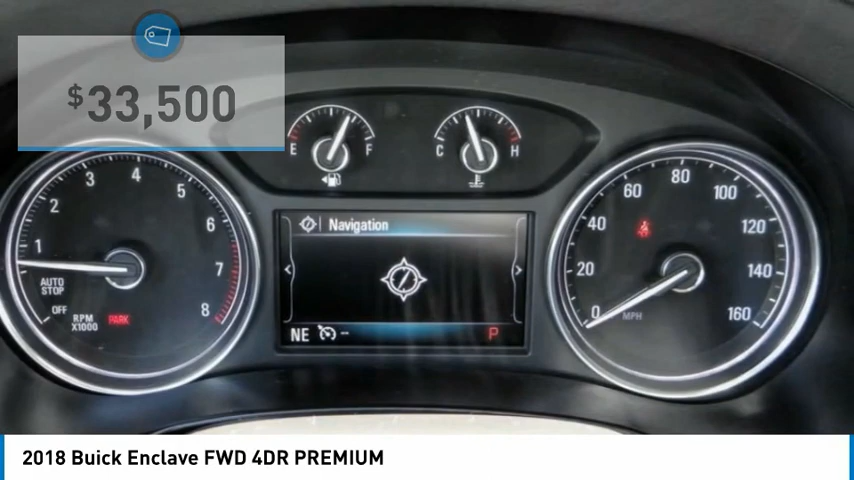 $33,500
E F
C H
1 2 3 4 5 6 7 8
AUTO
STOP
OFF
RPM
X1000
PARK
Navigation
NE -- P
0 20 40 60 80 100 120 140 160
MPH
2018 Buick Enclave FWD 4DR PREMIUM